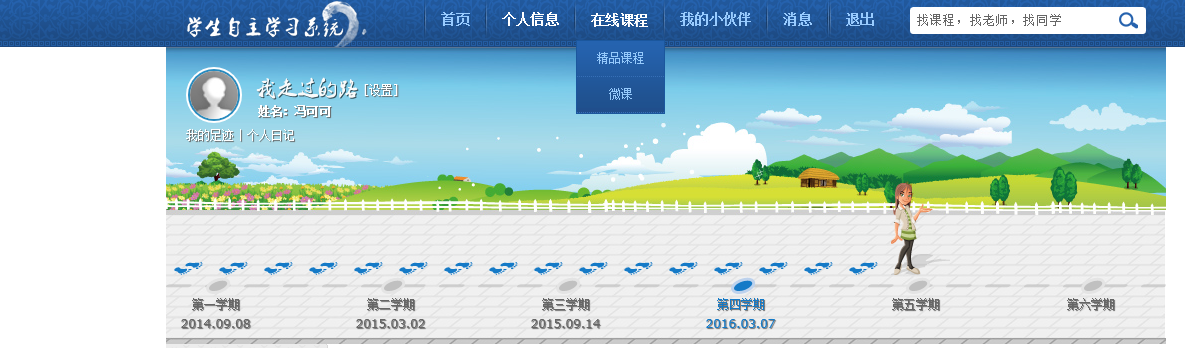 学生自主学习系统
首页 个人信息 在线课程 我的小伙伴 消息 退出 找课程，找老师，找同学
精品课程
微课
我走过的路 [设置]
姓名：冯可可
我的足迹 | 个人日记
第一学期 第二学期 第三学期 第四学期 第五学期 第六学期
2014.09.08 2015.03.02 2015.09.14 2016.03.07